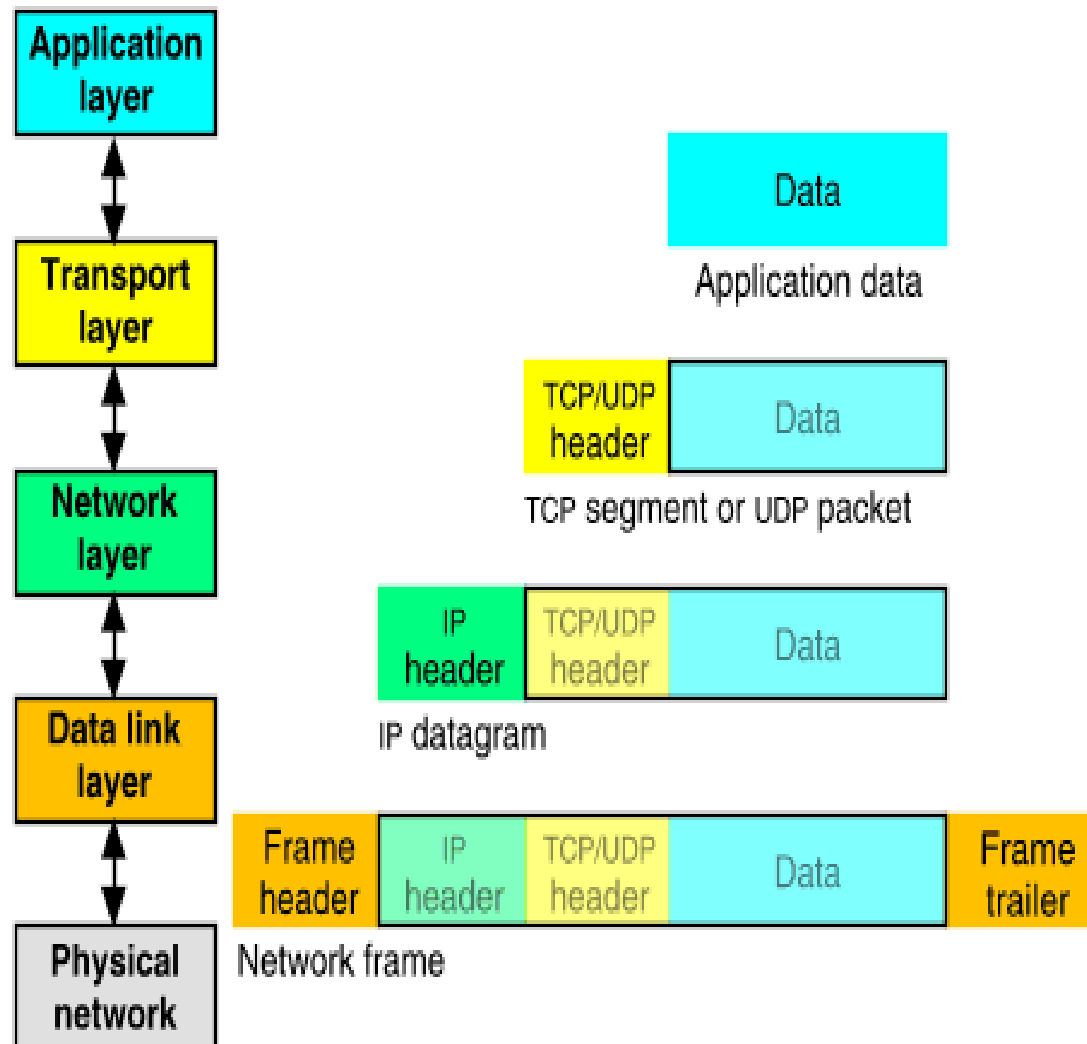 Application
layer
Data
Application data
Transport
layer
TCP/UDP
header
Data
TCP segment or UDP packet
Network
layer
IP
header
TCP/UDP
header
Data
IP datagram
Data link
layer
Frame
header
IP
header
TCP/UDP
header
Data
Frame
trailer
Network frame
Physical
network